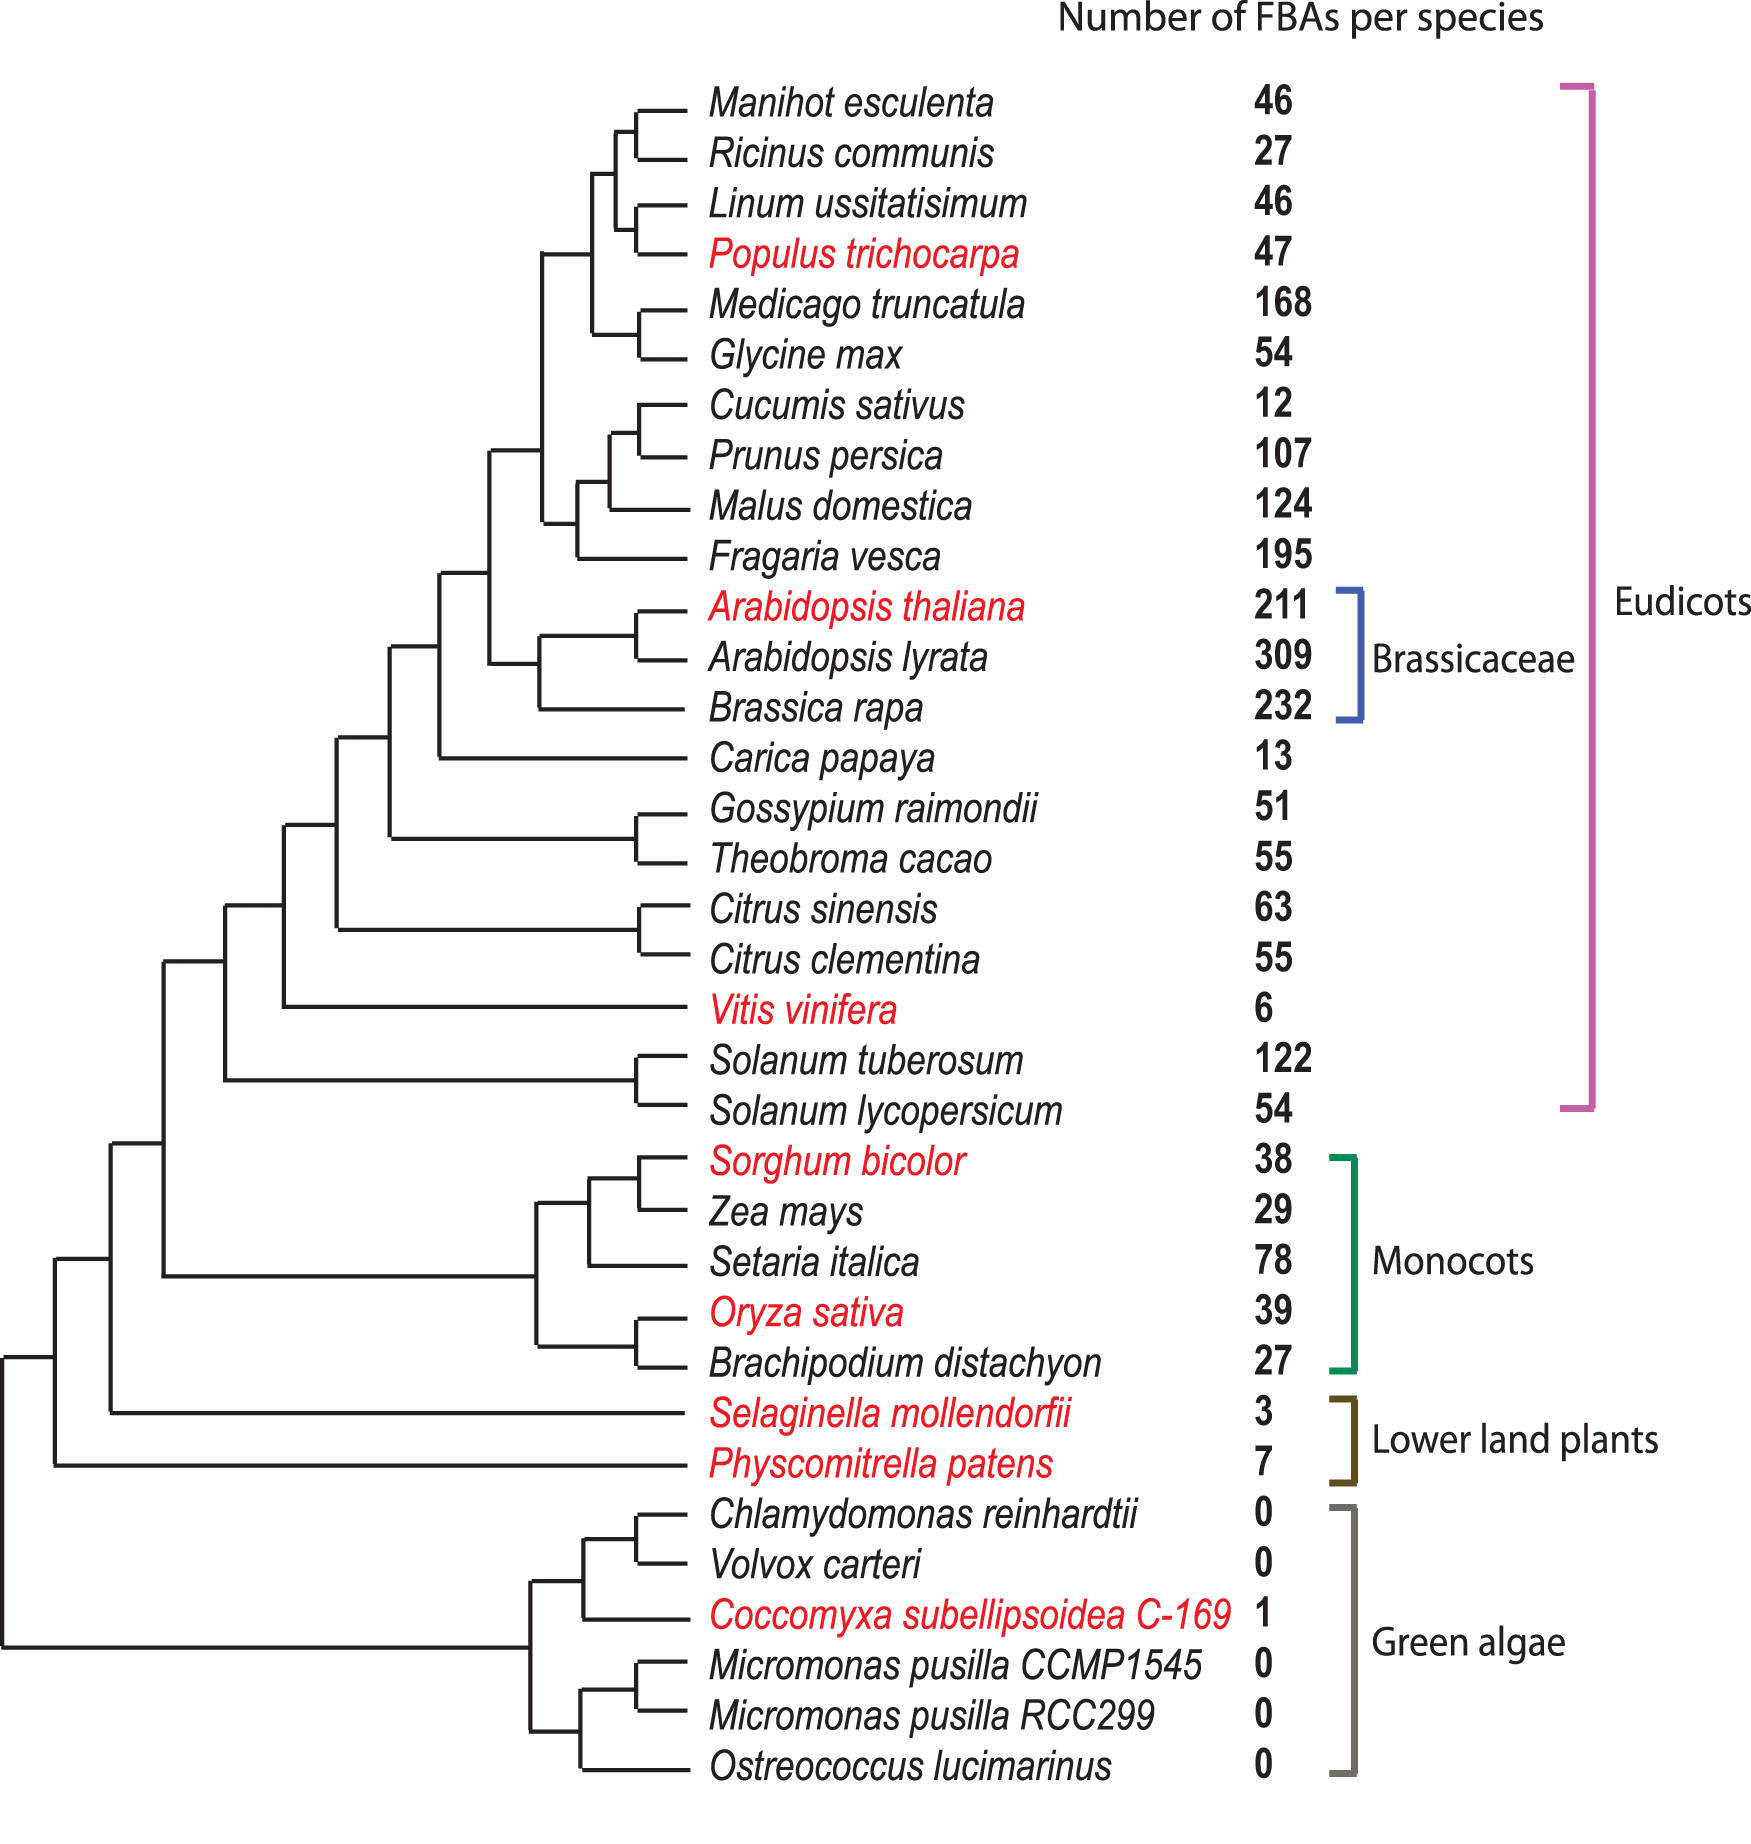 Number of FBAs per species
Manihot esculenta 46
Ricinus communis 27
Linum ussitatisimum 46
Populus trichocarpa 47
Medicago truncatula 168
Glycine max 54
Cucumis sativus 12
Prunus persica 107
Malus domestica 124
Fragaria vesca 195
Arabidopsis thaliana 211
Eudicots
Arabidopsis lyrata 309
Brassicaceae
Brassica rapa 232
Carica papaya 13
Gossypium raimondii 51
Theobroma cacao 55
Citrus sinensis 63
Citrus clementina 55
Vitis vinifera 6
Solanum tuberosum 122
Solanum lycopersicum 54
Sorghum bicolor 38
Zea mays 29
Setaria italica 78
Monocots
Oryza sativa 39
Brachipodium distachyon 27
Selaginella mollendorfii 3
Lower land plants
Physcomitrella patens 7
Chlamydomonas reinhardtii 0
Volvox carteri 0
Coccomyxa subellipsoidea C-169 1
Green algae
Micromonas pusilla CCMP1545 0
Micromonas pusilla RCC299 0
Ostreococcus lucimarinus 0